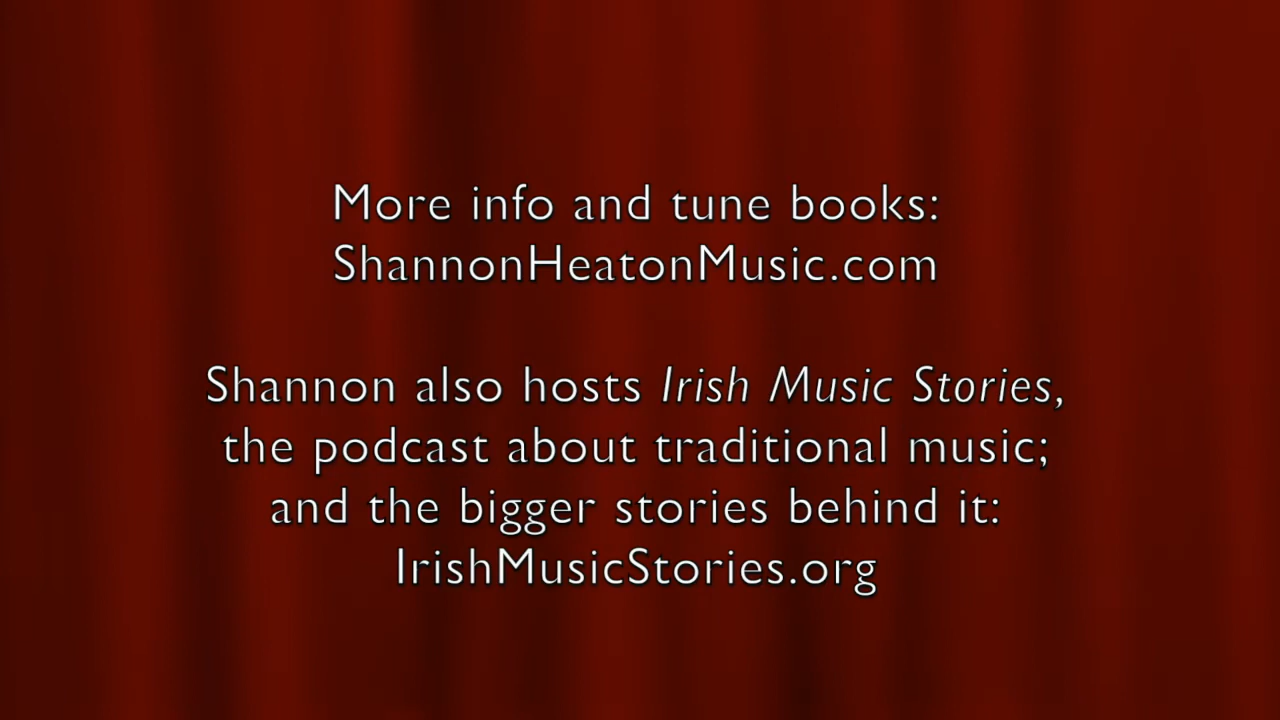 More info and tune books:
ShannonHeatonMusic.com
Shannon also hosts Irish Music Stories,
the podcast about traditional music;
and the bigger stories behind it:
IrishMusicStories.org